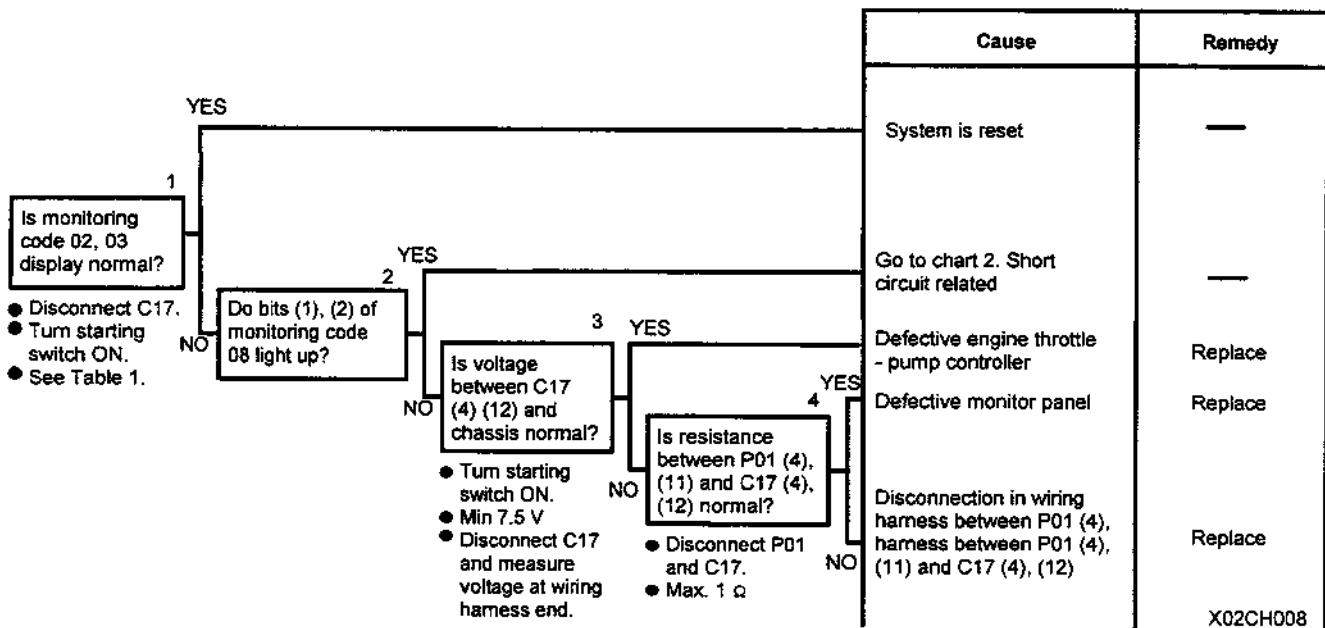 Cause
Remedy
YES
System is reset
—
1
Is monitoring
code 02, 03
display normal?
● Disconnect C17.
● Turn starting
switch ON.
● See Table 1.
NO
YES
2
Do bits (1), (2) of
monitoring code
08 light up?
Go to chart 2. Short
circuit related
—
NO
3
YES
Is voltage
between C17
(4) (12) and
chassis normal?
● Turn starting
switch ON.
● Min 7.5 V
● Disconnect C17
and measure
voltage at wiring
harness end.
Defective engine throttle
- pump controller
Replace
NO
4
YES
Is resistance
between P01 (4),
(11) and C17 (4),
(12) normal?
● Disconnect P01
and C17.
● Max. 1 Ω
Defective monitor panel
Replace
NO
Disconnection in wiring
harness between P01 (4),
harness between P01 (4),
(11) and C17 (4), (12)
Replace
X02CH008